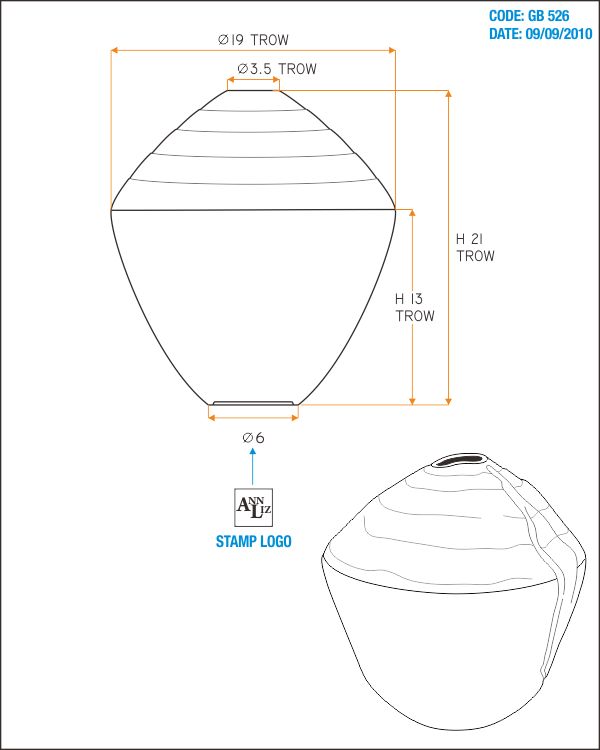 CODE: GB 526
DATE: 09/09/2010
Ø19 TROW
Ø3.5 TROW
H 21
TROW
H 13
TROW
Ø6
ANN
LIZ
STAMP LOGO